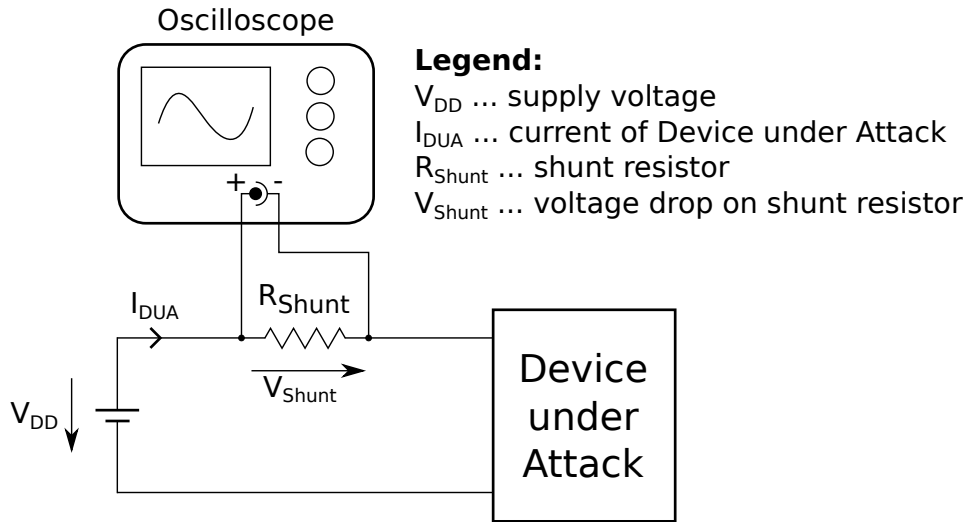 Oscilloscope
Legend:
V_DD ... supply voltage
I_DUA ... current of Device under Attack
R_Shunt ... shunt resistor
V_Shunt ... voltage drop on shunt resistor
+ -
I_DUA
R_Shunt
V_Shunt
V_DD
Device
under
Attack